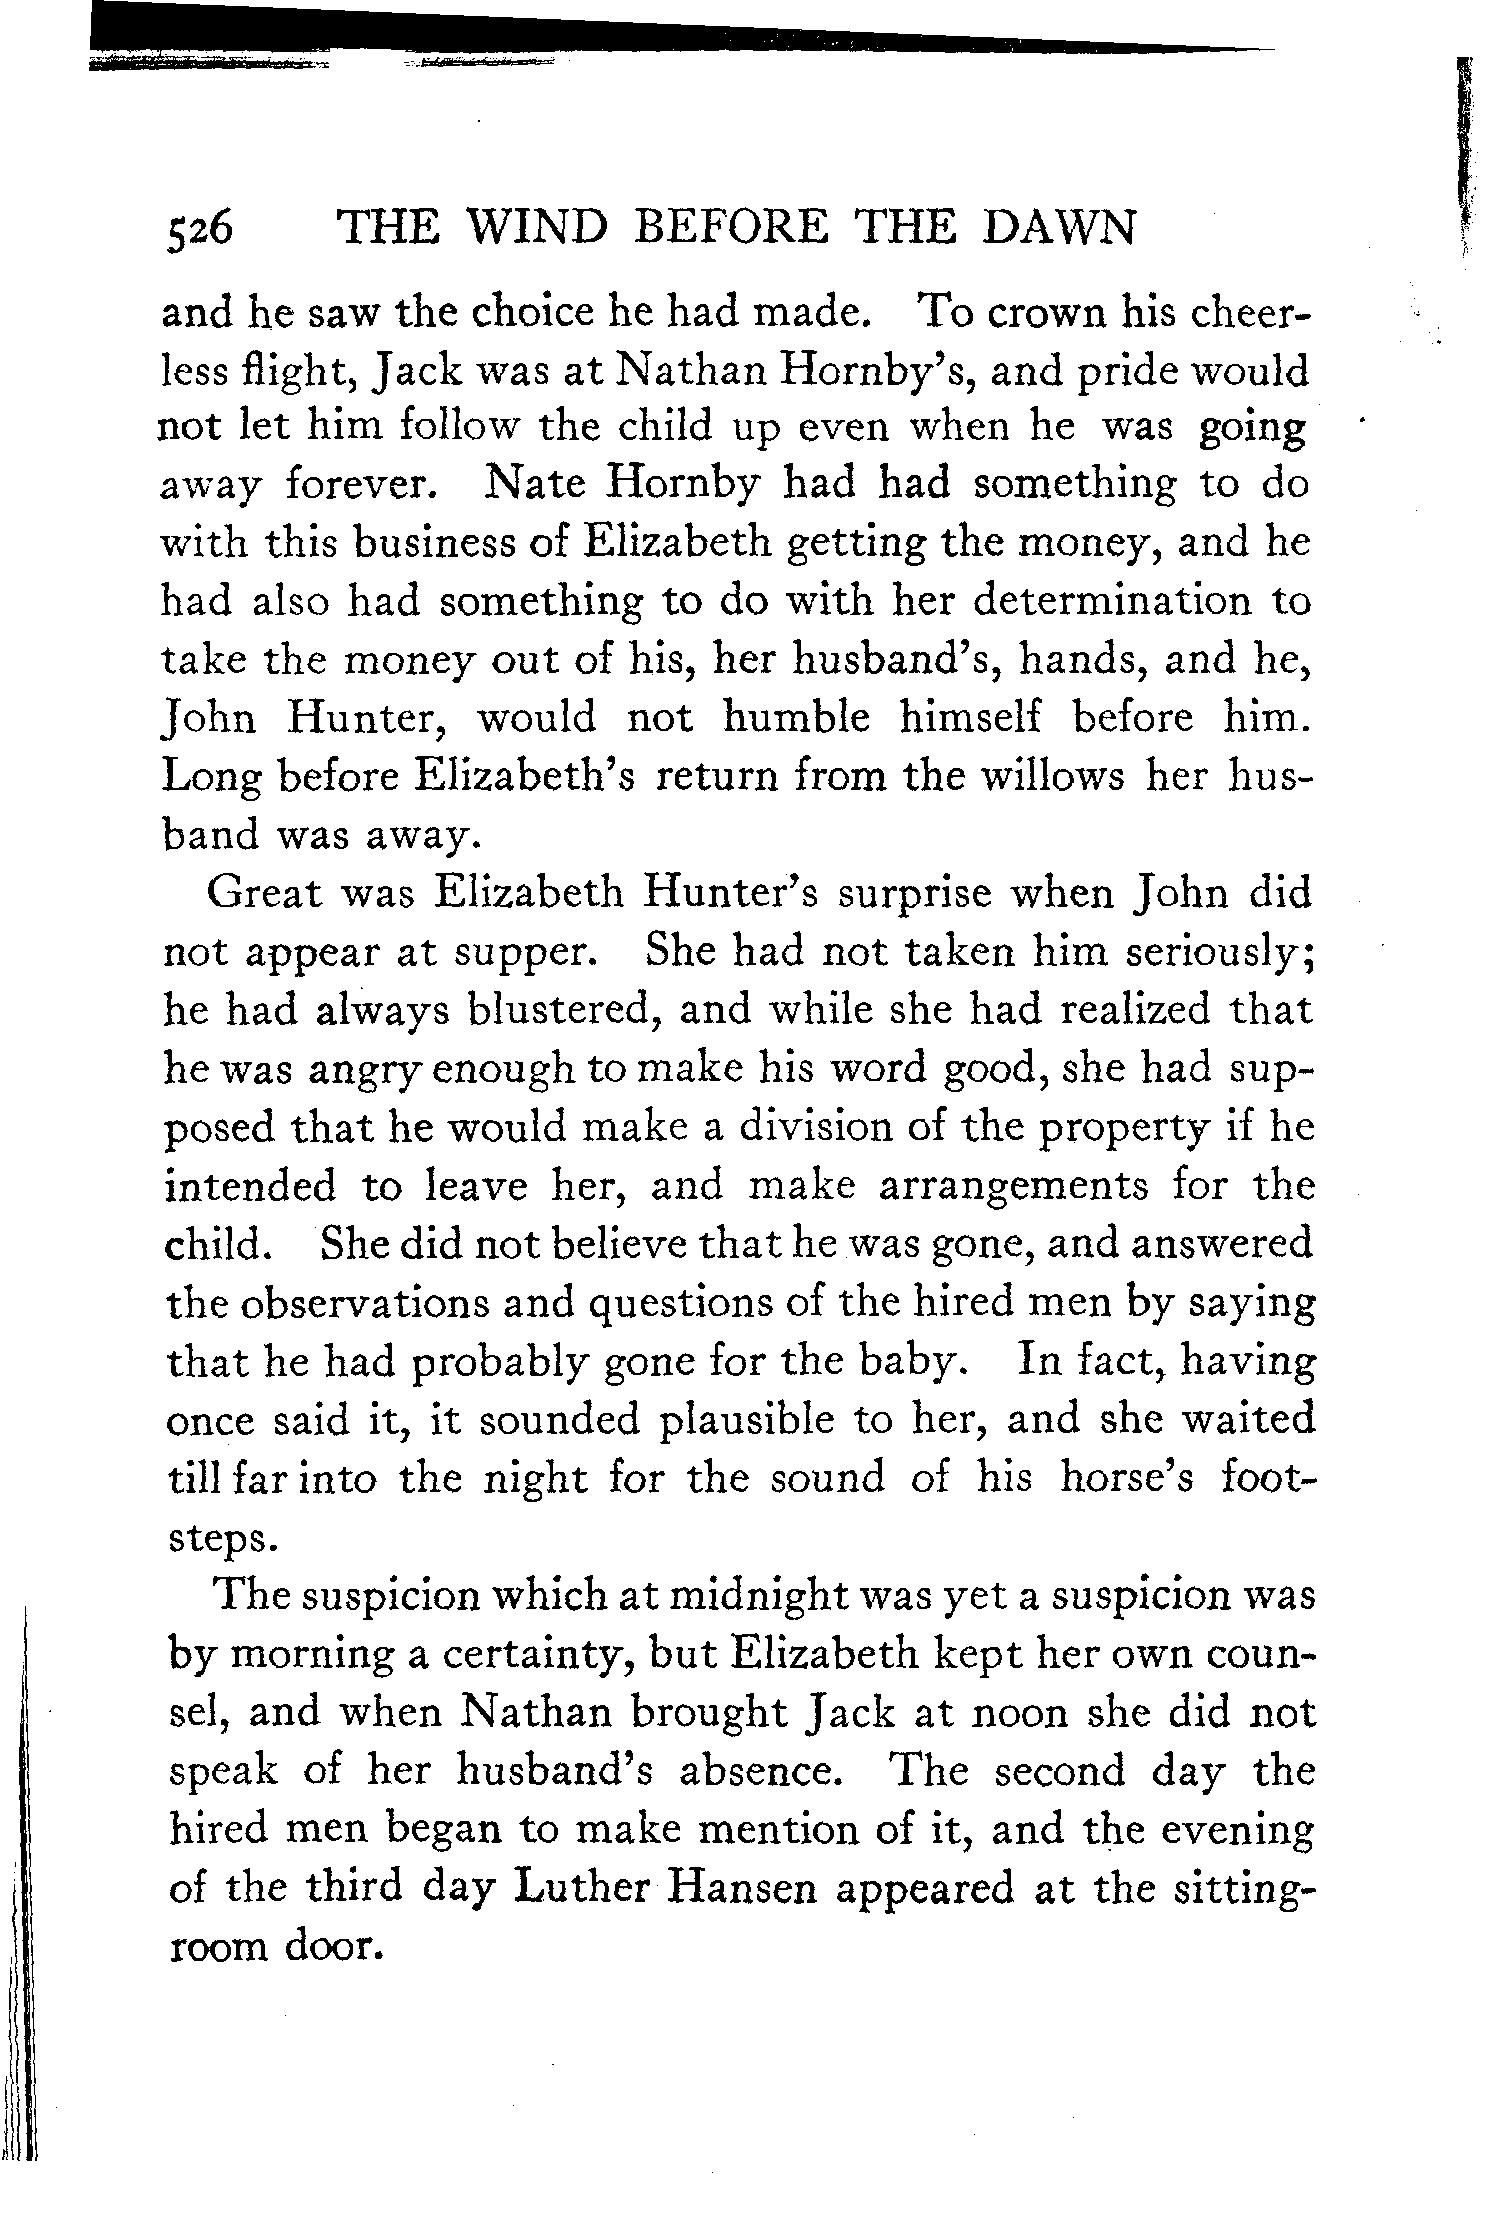 526 THE WIND BEFORE THE DAWN
and he saw the choice he had made. To crown his cheer-
less flight, Jack was at Nathan Hornby's, and pride would
not let him follow the child up even when he was going
away forever. Nate Hornby had had something to do
with this business of Elizabeth getting the money, and he
had also had something to do with her determination to
take the money out of his, her husband's, hands, and he,
John Hunter, would not humble himself before him.
Long before Elizabeth's return from the willows her hus-
band was away.
Great was Elizabeth Hunter's surprise when John did
not appear at supper. She had not taken him seriously;
he had always blustered, and while she had realized that
he was angry enough to make his word good, she had sup-
posed that he would make a division of the property if he
intended to leave her, and make arrangements for the
child. She did not believe that he was gone, and answered
the observations and questions of the hired men by saying
that he had probably gone for the baby. In fact, having
once said it, it sounded plausible to her, and she waited
till far into the night for the sound of his horse's foot-
steps.
The suspicion which at midnight was yet a suspicion was
by morning a certainty, but Elizabeth kept her own coun-
sel, and when Nathan brought Jack at noon she did not
speak of her husband's absence. The second day the
hired men began to make mention of it, and the evening
of the third day Luther Hansen appeared at the sitting-
room door.